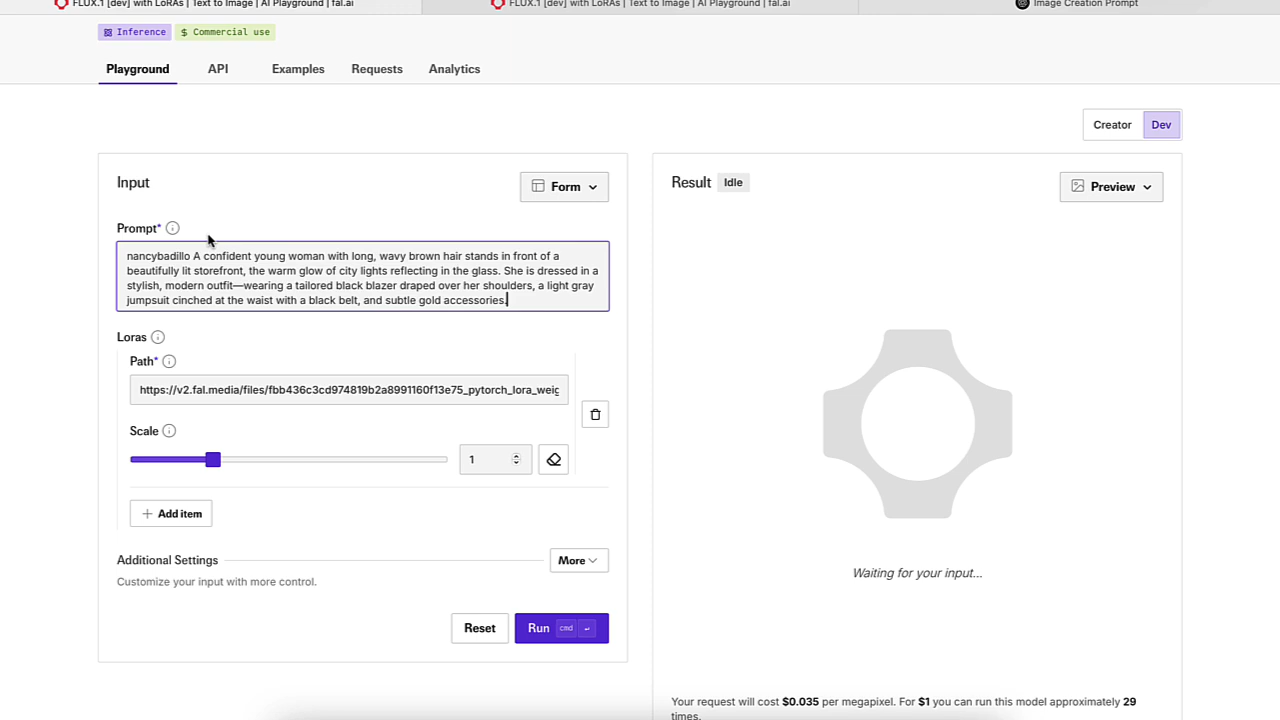 FLUX.1 [dev] with LoRAs | Text to Image | AI Playground | fal.ai
FLUX.1 [dev] with LoRAs | Text to Image | AI Playground | fal.ai
Image Creation Prompt
Inference
$ Commercial use
Playground
API
Examples
Requests
Analytics
Creator
Dev
Input
Form
Prompt*
nancybadillo A confident young woman with long, wavy brown hair stands in front of a
beautifully lit storefront, the warm glow of city lights reflecting in the glass. She is dressed in a
stylish, modern outfit—wearing a tailored black blazer draped over her shoulders, a light gray
jumpsuit cinched at the waist with a black belt, and subtle gold accessories.
Loras
Path*
https://v2.fal.media/files/fbb436c3cd974819b2a8991160f13e75_pytorch_lora_weig
Scale
1
+ Add item
Additional Settings
More
Customize your input with more control.
Reset
Run cmd ↵
Result Idle
Preview
Waiting for your input...
Your request will cost $0.035 per megapixel. For $1 you can run this model approximately 29
times.